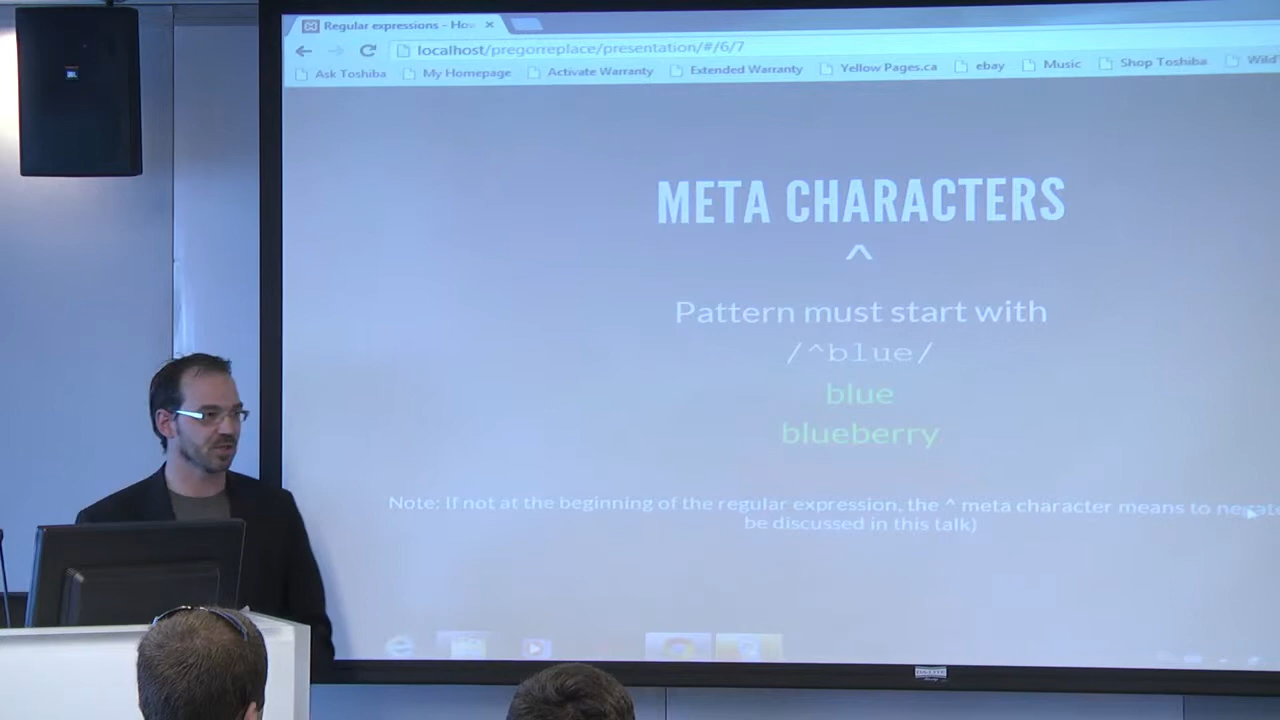 Regular expressions - Ho
localhost/pregorreplace/presentation/#/6/7
Ask Toshiba My Homepage Activate Warranty Extended Warranty Yellow Pages.ca ebay Music Shop Toshiba Wild
META CHARACTERS
^
Pattern must start with
/^blue/
blue
blueberry
Note: If not at the beginning of the regular expression, the ^ meta character means to negate
be discussed in this talk)